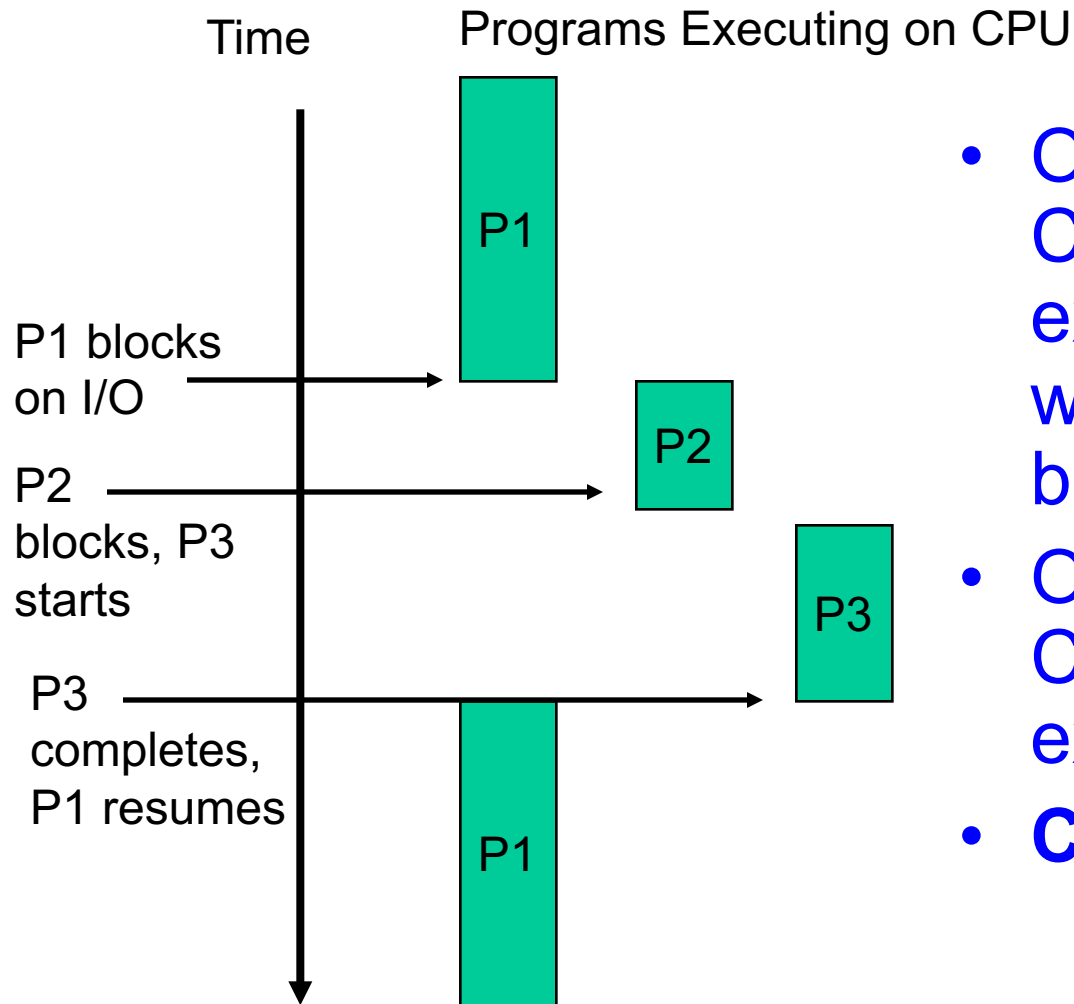 Time
Programs Executing on CPU
P1
P1 blocks
on I/O
P2
P2
blocks, P3
starts
P3
P3
completes,
P1 resumes
P1
•
•
•